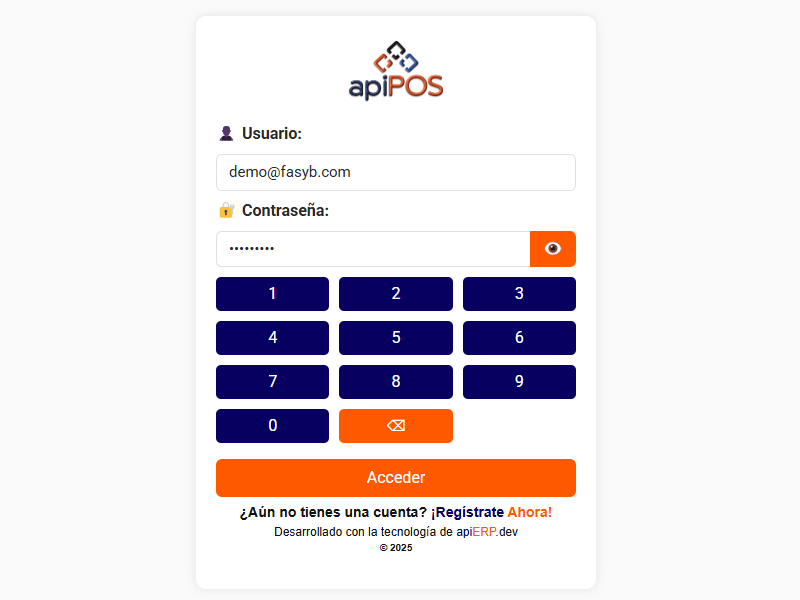 apiPOS
Usuario:
demo@fasyb.com
Contraseña:
•••••••••
1 2 3
4 5 6
7 8 9
0 ⌫
Acceder
¿Aún no tienes una cuenta? ¡Regístrate Ahora!
Desarrollado con la tecnología de apiERP.dev
© 2025